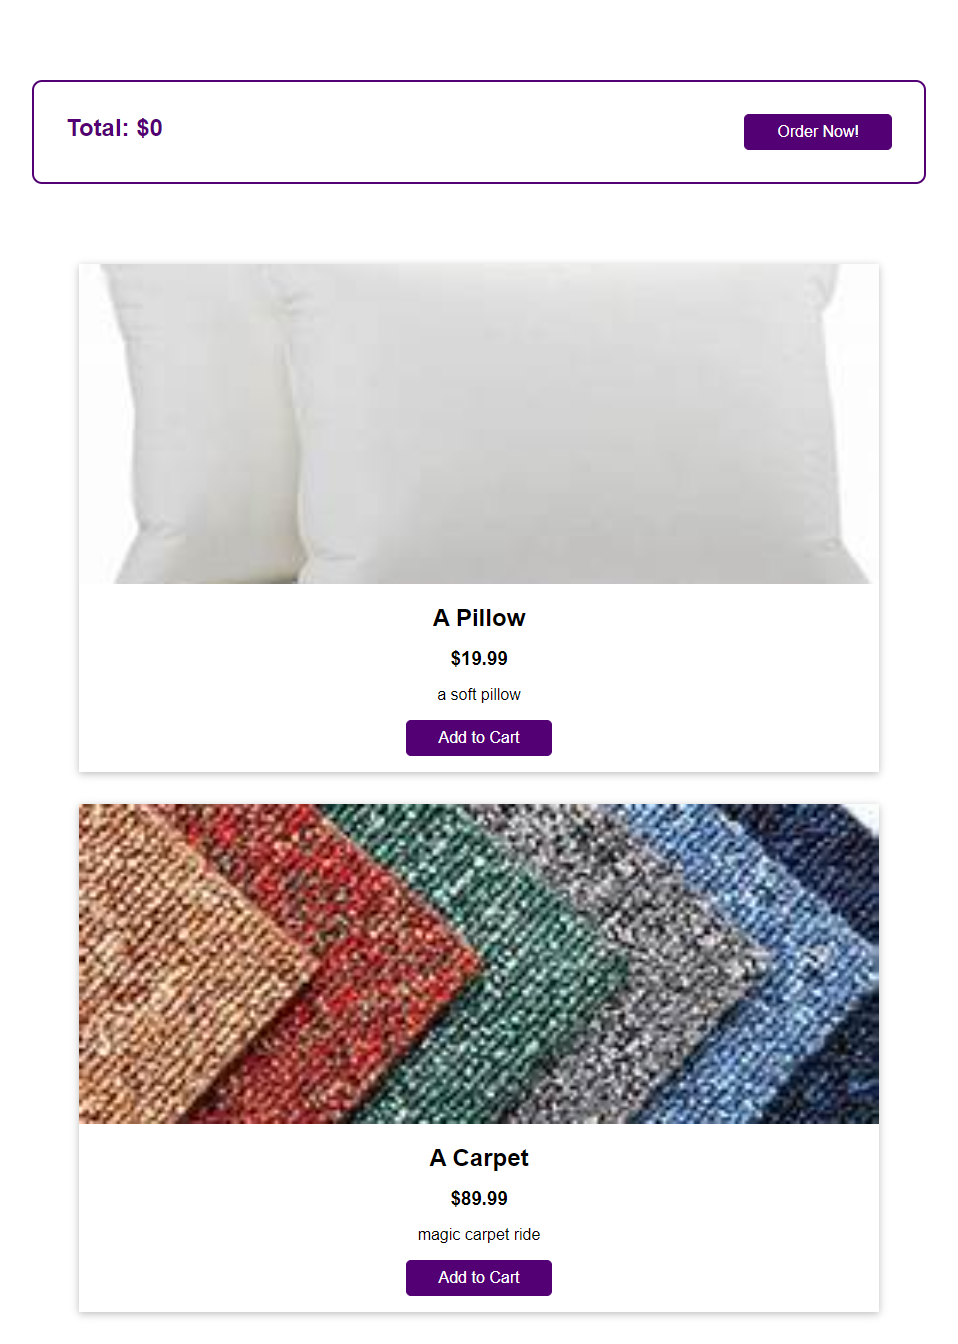 Total: $0
Order Now!
A Pillow
$19.99
a soft pillow
Add to Cart
A Carpet
$89.99
magic carpet ride
Add to Cart